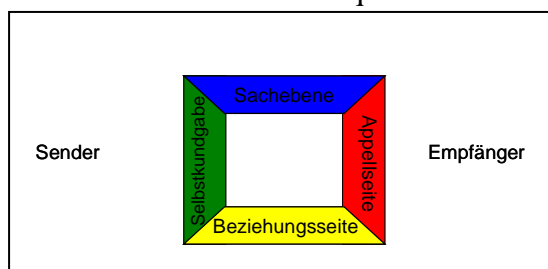 Sachebene
Sender
Selbstkundgabe
Appellseite
Empfänger
Beziehungsseite